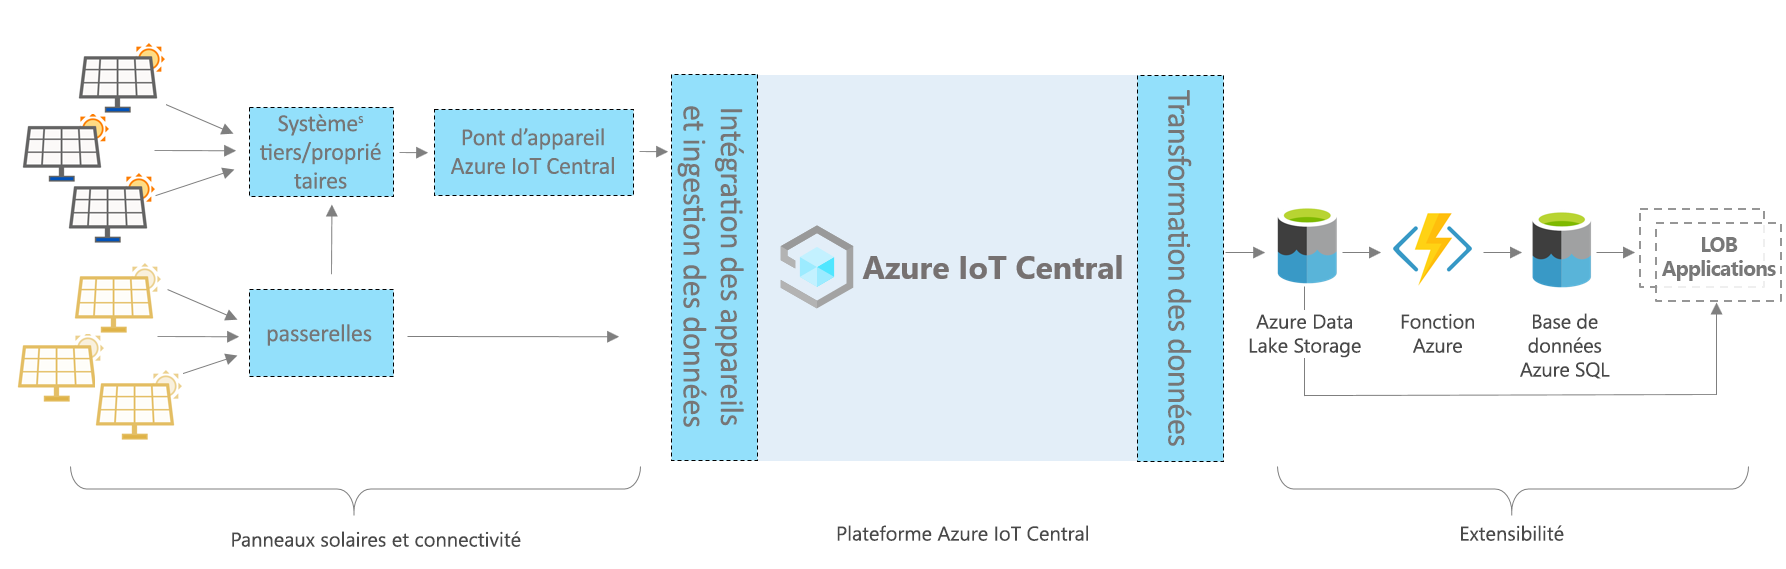 Systèmes
tiers/proprié
taires
Pont d'appareil
Azure IoT Central
passerelles
Intégration des appareils
et ingestion des données
Azure IoT Central
Transformation des données
Azure Data
Lake Storage
Fonction
Azure
Base de
données
Azure SQL
LOB
Applications
Panneaux solaires et connectivité
Plateforme Azure IoT Central
Extensibilité